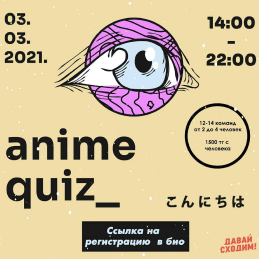 03.
03.
2021.
14:00
-
22:00
12-14 команд
от 2 до 4 человек
1500 тг с
человека
anime
quiz_
こんにちは
Ссылка на
регистрацию в био
ДАВАЙ
СХОДИМ!